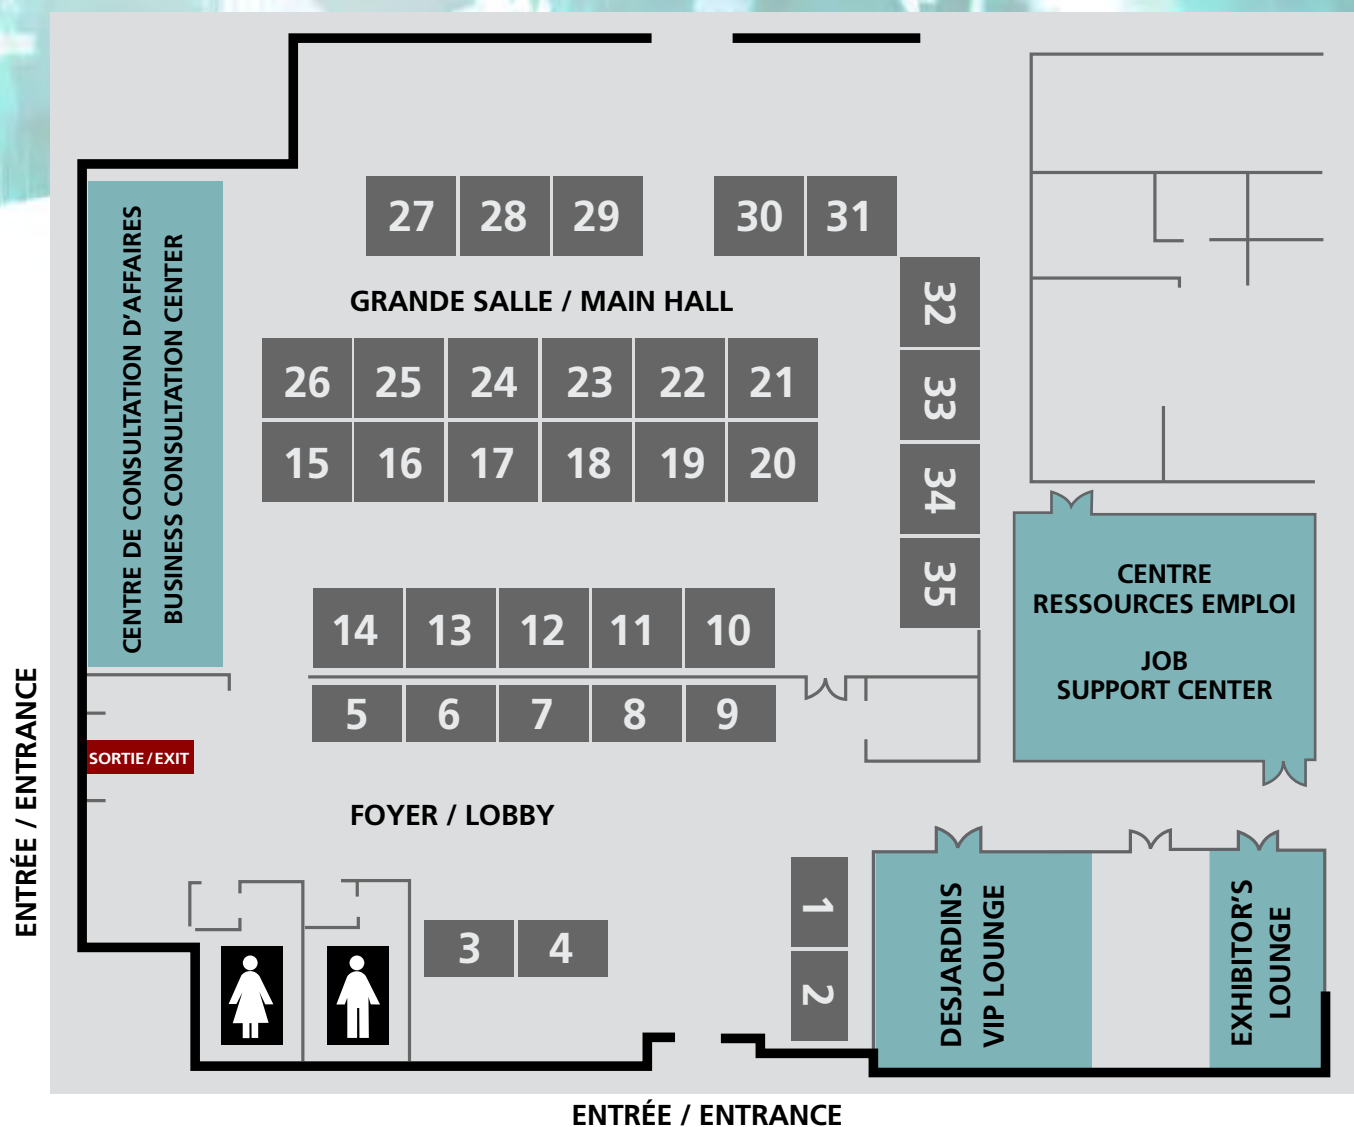 27 28 29 30 31
GRANDE SALLE / MAIN HALL
32
33
34
35
26 25 24 23 22 21
15 16 17 18 19 20
CENTRE DE CONSULTATION D'AFFAIRES
BUSINESS CONSULTATION CENTER
14 13 12 11 10
5 6 7 8 9
CENTRE
RESSOURCES EMPLOI
JOB
SUPPORT CENTER
ENTRÉE / ENTRANCE
SORTIE/EXIT
FOYER / LOBBY
3 4
1
2
DESJARDINS
VIP LOUNGE
EXHIBITOR'S
LOUNGE
ENTRÉE / ENTRANCE